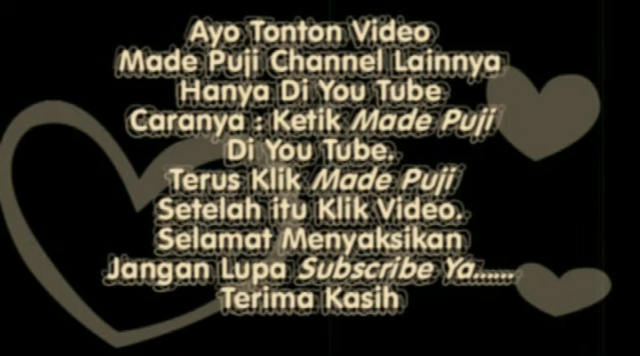 Ayo Tonton Video
Made Puji Channel Lainnya
Hanya Di You Tube
Caranya : Ketik Made Puji
Di You Tube.
Terus Klik Made Puji
Setelah itu Klik Video.
Selamat Menyaksikan
Jangan Lupa Subscribe Ya......
Terima Kasih